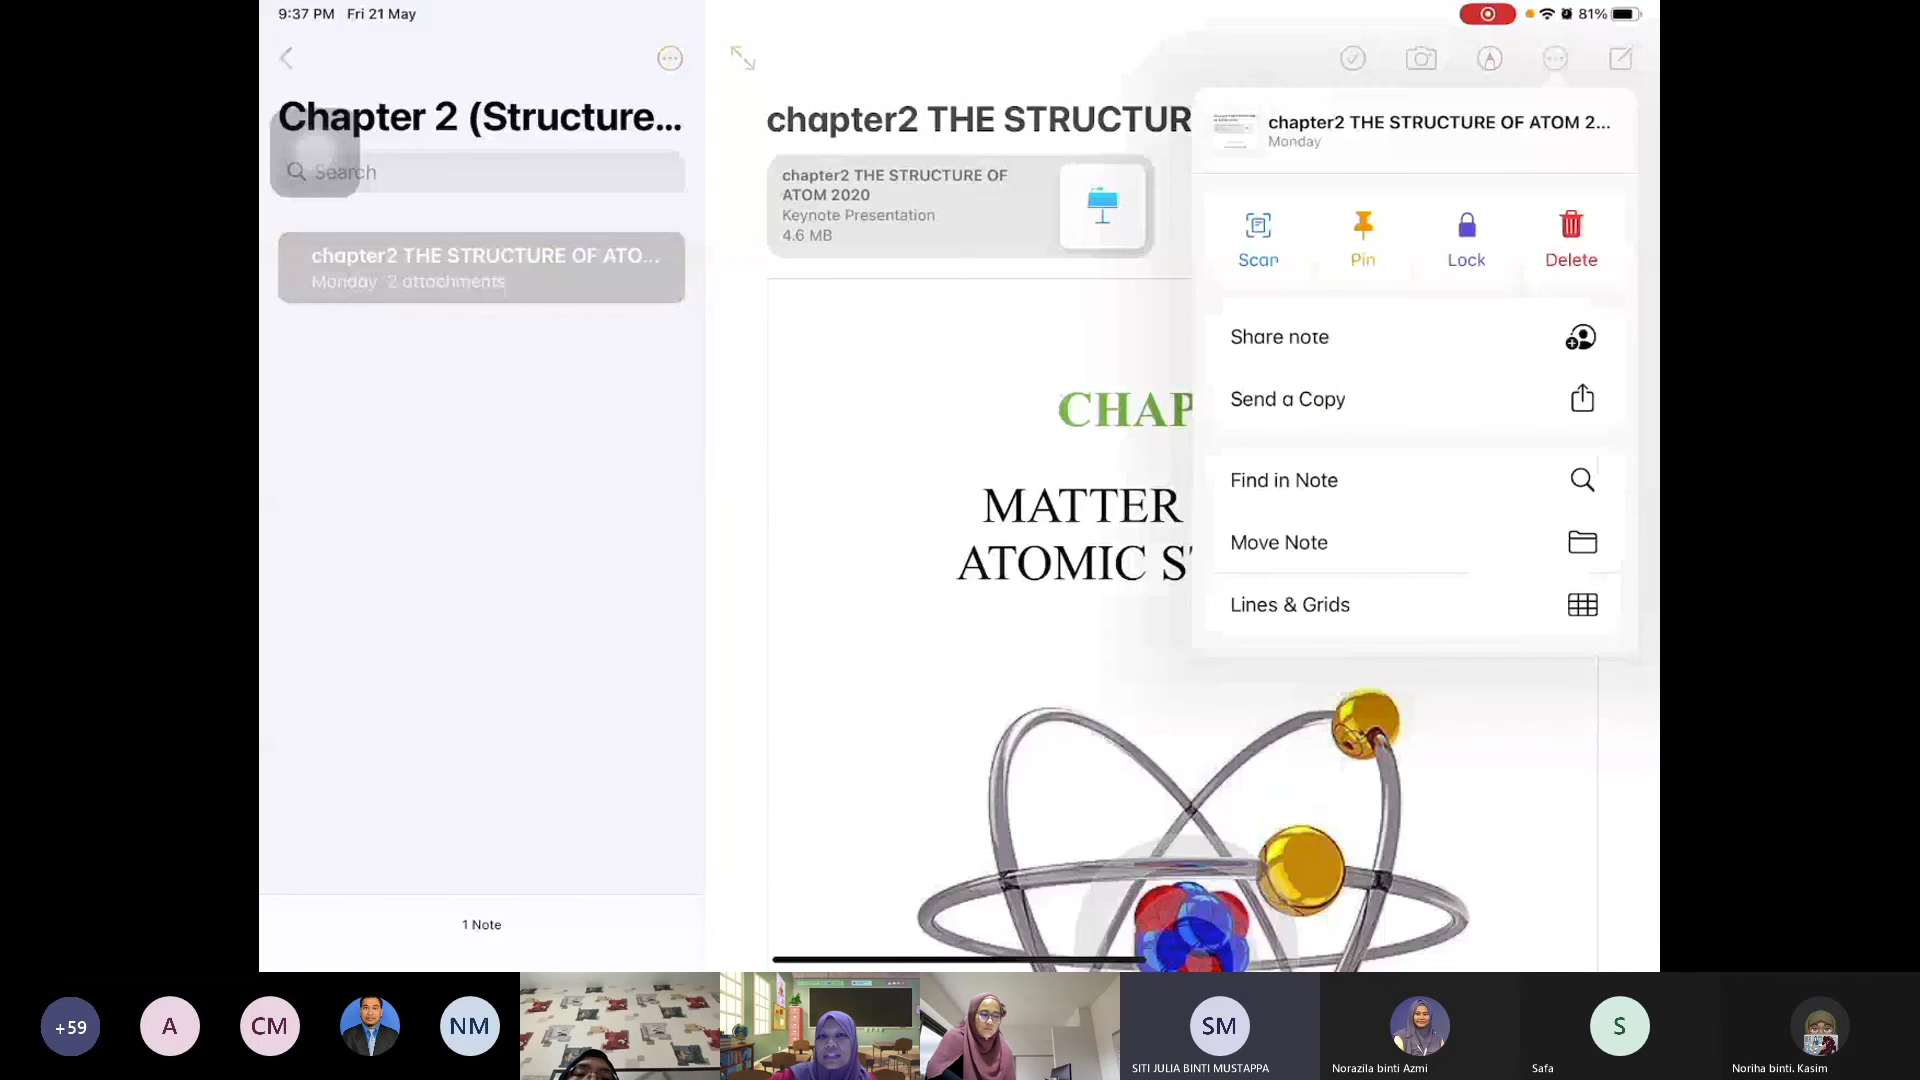 9:37 PM Fri 21 May
81%
Chapter 2 (Structure...
Search
chapter2 THE STRUCTURE OF ATO...
Monday 2 attachments
1 Note
chapter2 THE STRUCTUR
chapter2 THE STRUCTURE OF
ATOM 2020
Keynote Presentation
4.6 MB
CHAP
MATTER
ATOMIC S
chapter2 THE STRUCTURE OF ATOM 2...
Monday
Scan
Pin
Lock
Delete
Share note
Send a Copy
Find in Note
Move Note
Lines & Grids
+59
A
CM
NM
SM
SITI JULIA BINTI MUSTAPPA
Norazila binti Azmi
S
Safa
Noriha binti. Kasim